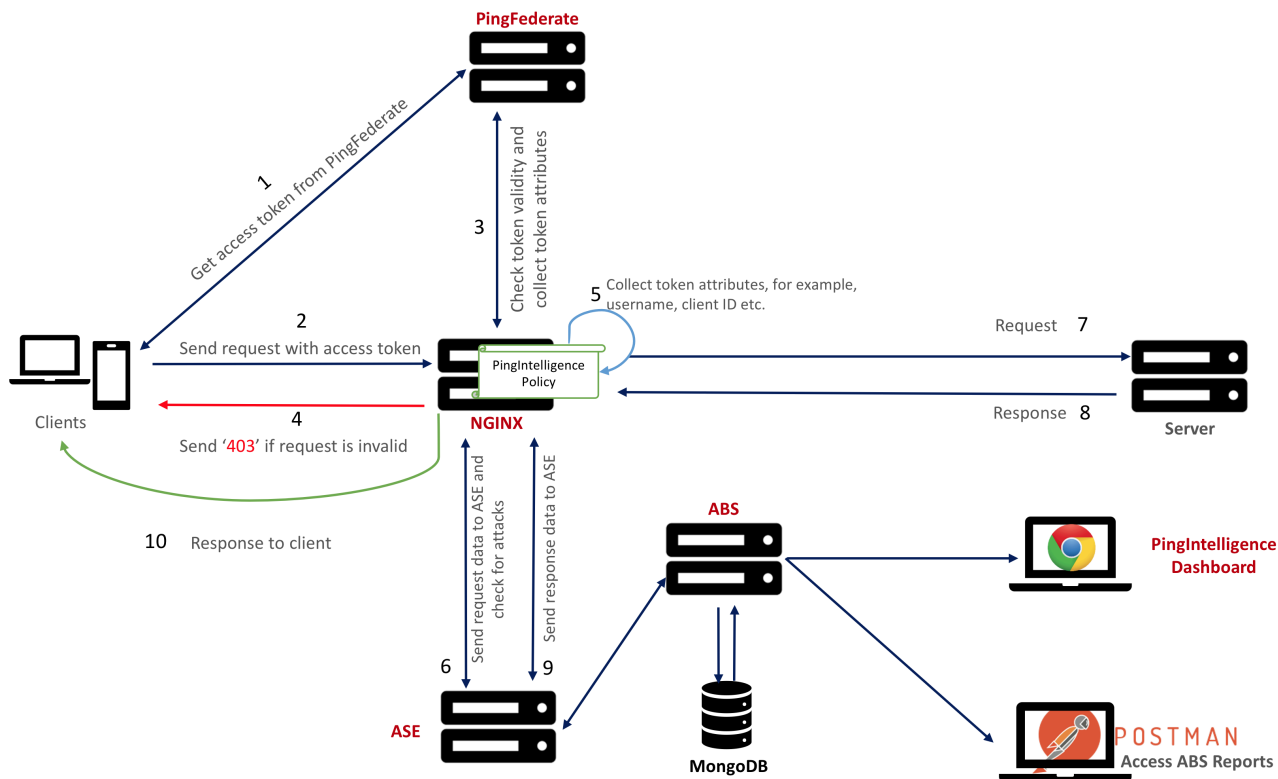 PingFederate
1
Get access token from PingFederate
3
Check token validity and
collect token attributes
5
Collect token attributes, for example,
username, client ID etc.
2
Send request with access token
PingIntelligence
Policy
Request 7
Clients
4
Send ‘403’ if request is invalid
NGINX
Response 8
Server
10 Response to client
Send request data to ASE and
check for attacks
Send response data to ASE
6
9
ASE
ABS
MongoDB
PingIntelligence
Dashboard
POSTMAN
Access ABS Reports